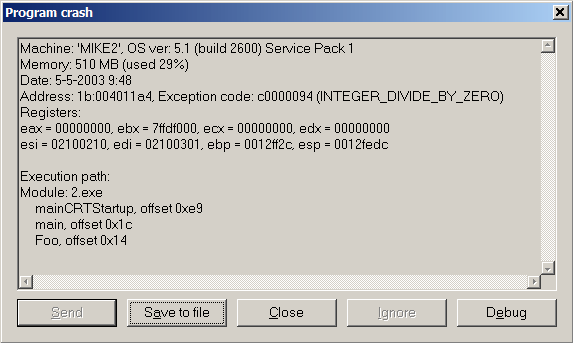 Program crash
Machine: 'MIKE2', OS ver: 5.1 (build 2600) Service Pack 1
Memory: 510 MB (used 29%)
Date: 5-5-2003 9:48
Address: 1b:004011a4, Exception code: c0000094 (INTEGER_DIVIDE_BY_ZERO)
Registers:
eax = 00000000, ebx = 7ffdf000, ecx = 00000000, edx = 00000000
esi = 02100210, edi = 02100301, ebp = 0012ff2c, esp = 0012fedc
Execution path:
Module: 2.exe
mainCRTStartup, offset 0xe9
main, offset 0x1c
Foo, offset 0x14
Send Save to file Close Ignore Debug